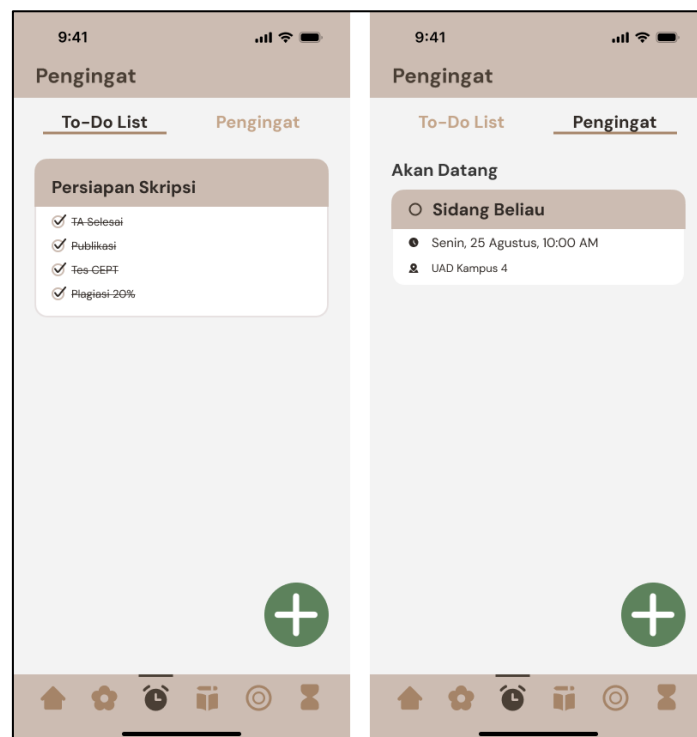 9:41
Pengingat
To-Do List
Pengingat
Persiapan Skripsi
TA Selesai
Publikasi
Tes CEPT
Plagiasi 20%
9:41
Pengingat
To-Do List
Pengingat
Akan Datang
Sidang Beliau
Senin, 25 Agustus, 10:00 AM
UAD Kampus 4